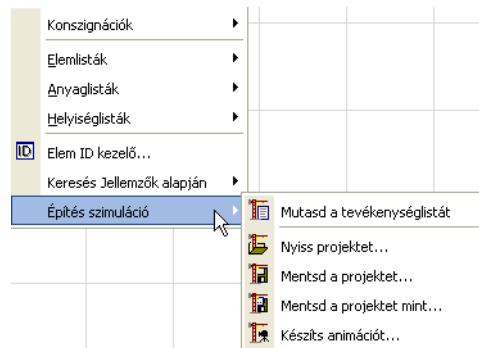 Konszignációk
Elemlisták
Anyaglisták
Helyiséglisták
ID Elem ID kezelő...
Keresés Jellemzők alapján
Építés szimuláció
Mutasd a tevékenységlistát
Nyiss projektet...
Mentsd a projektet...
Mentsd a projektet mint...
Készíts animációt...